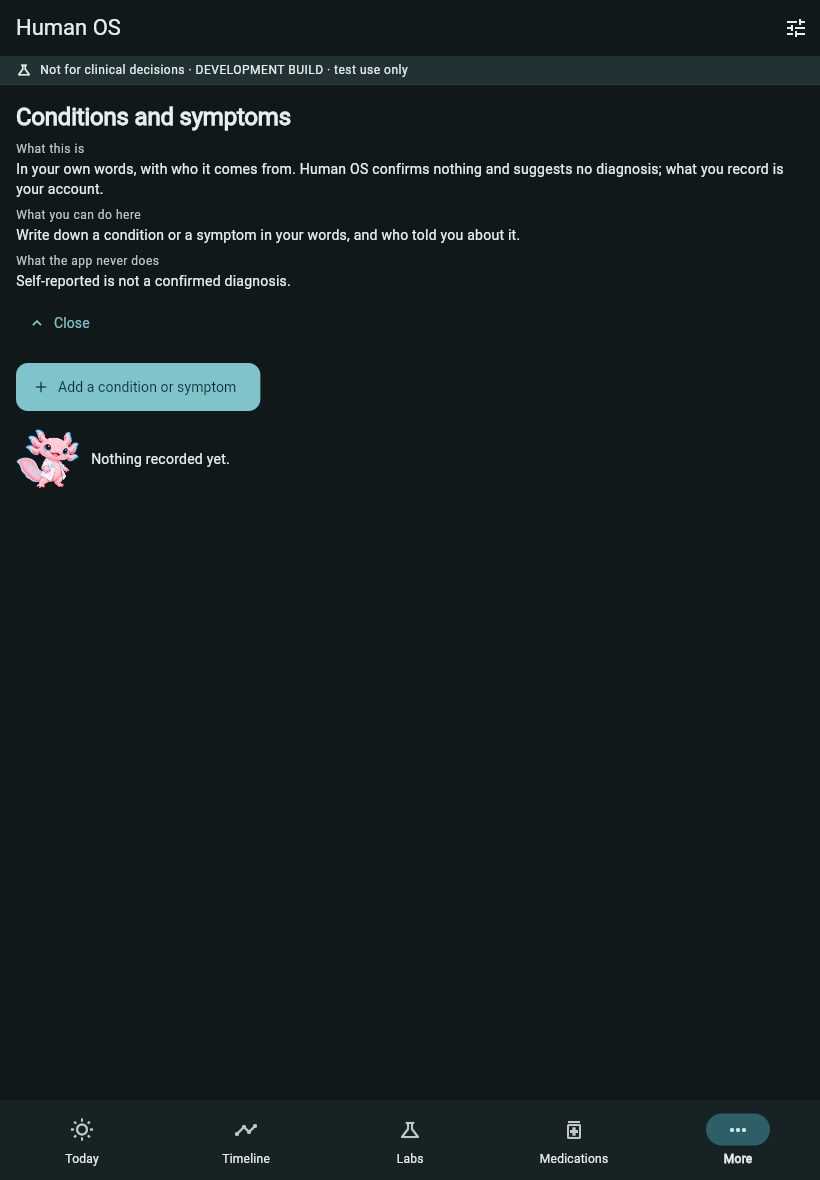 Human OS
Not for clinical decisions · DEVELOPMENT BUILD · test use only
Conditions and symptoms
What this is
In your own words, with who it comes from. Human OS confirms nothing and suggests no diagnosis; what you record is
your account.
What you can do here
Write down a condition or a symptom in your words, and who told you about it.
What the app never does
Self-reported is not a confirmed diagnosis.
Close
Add a condition or symptom
Nothing recorded yet.
Today
Timeline
Labs
Medications
More